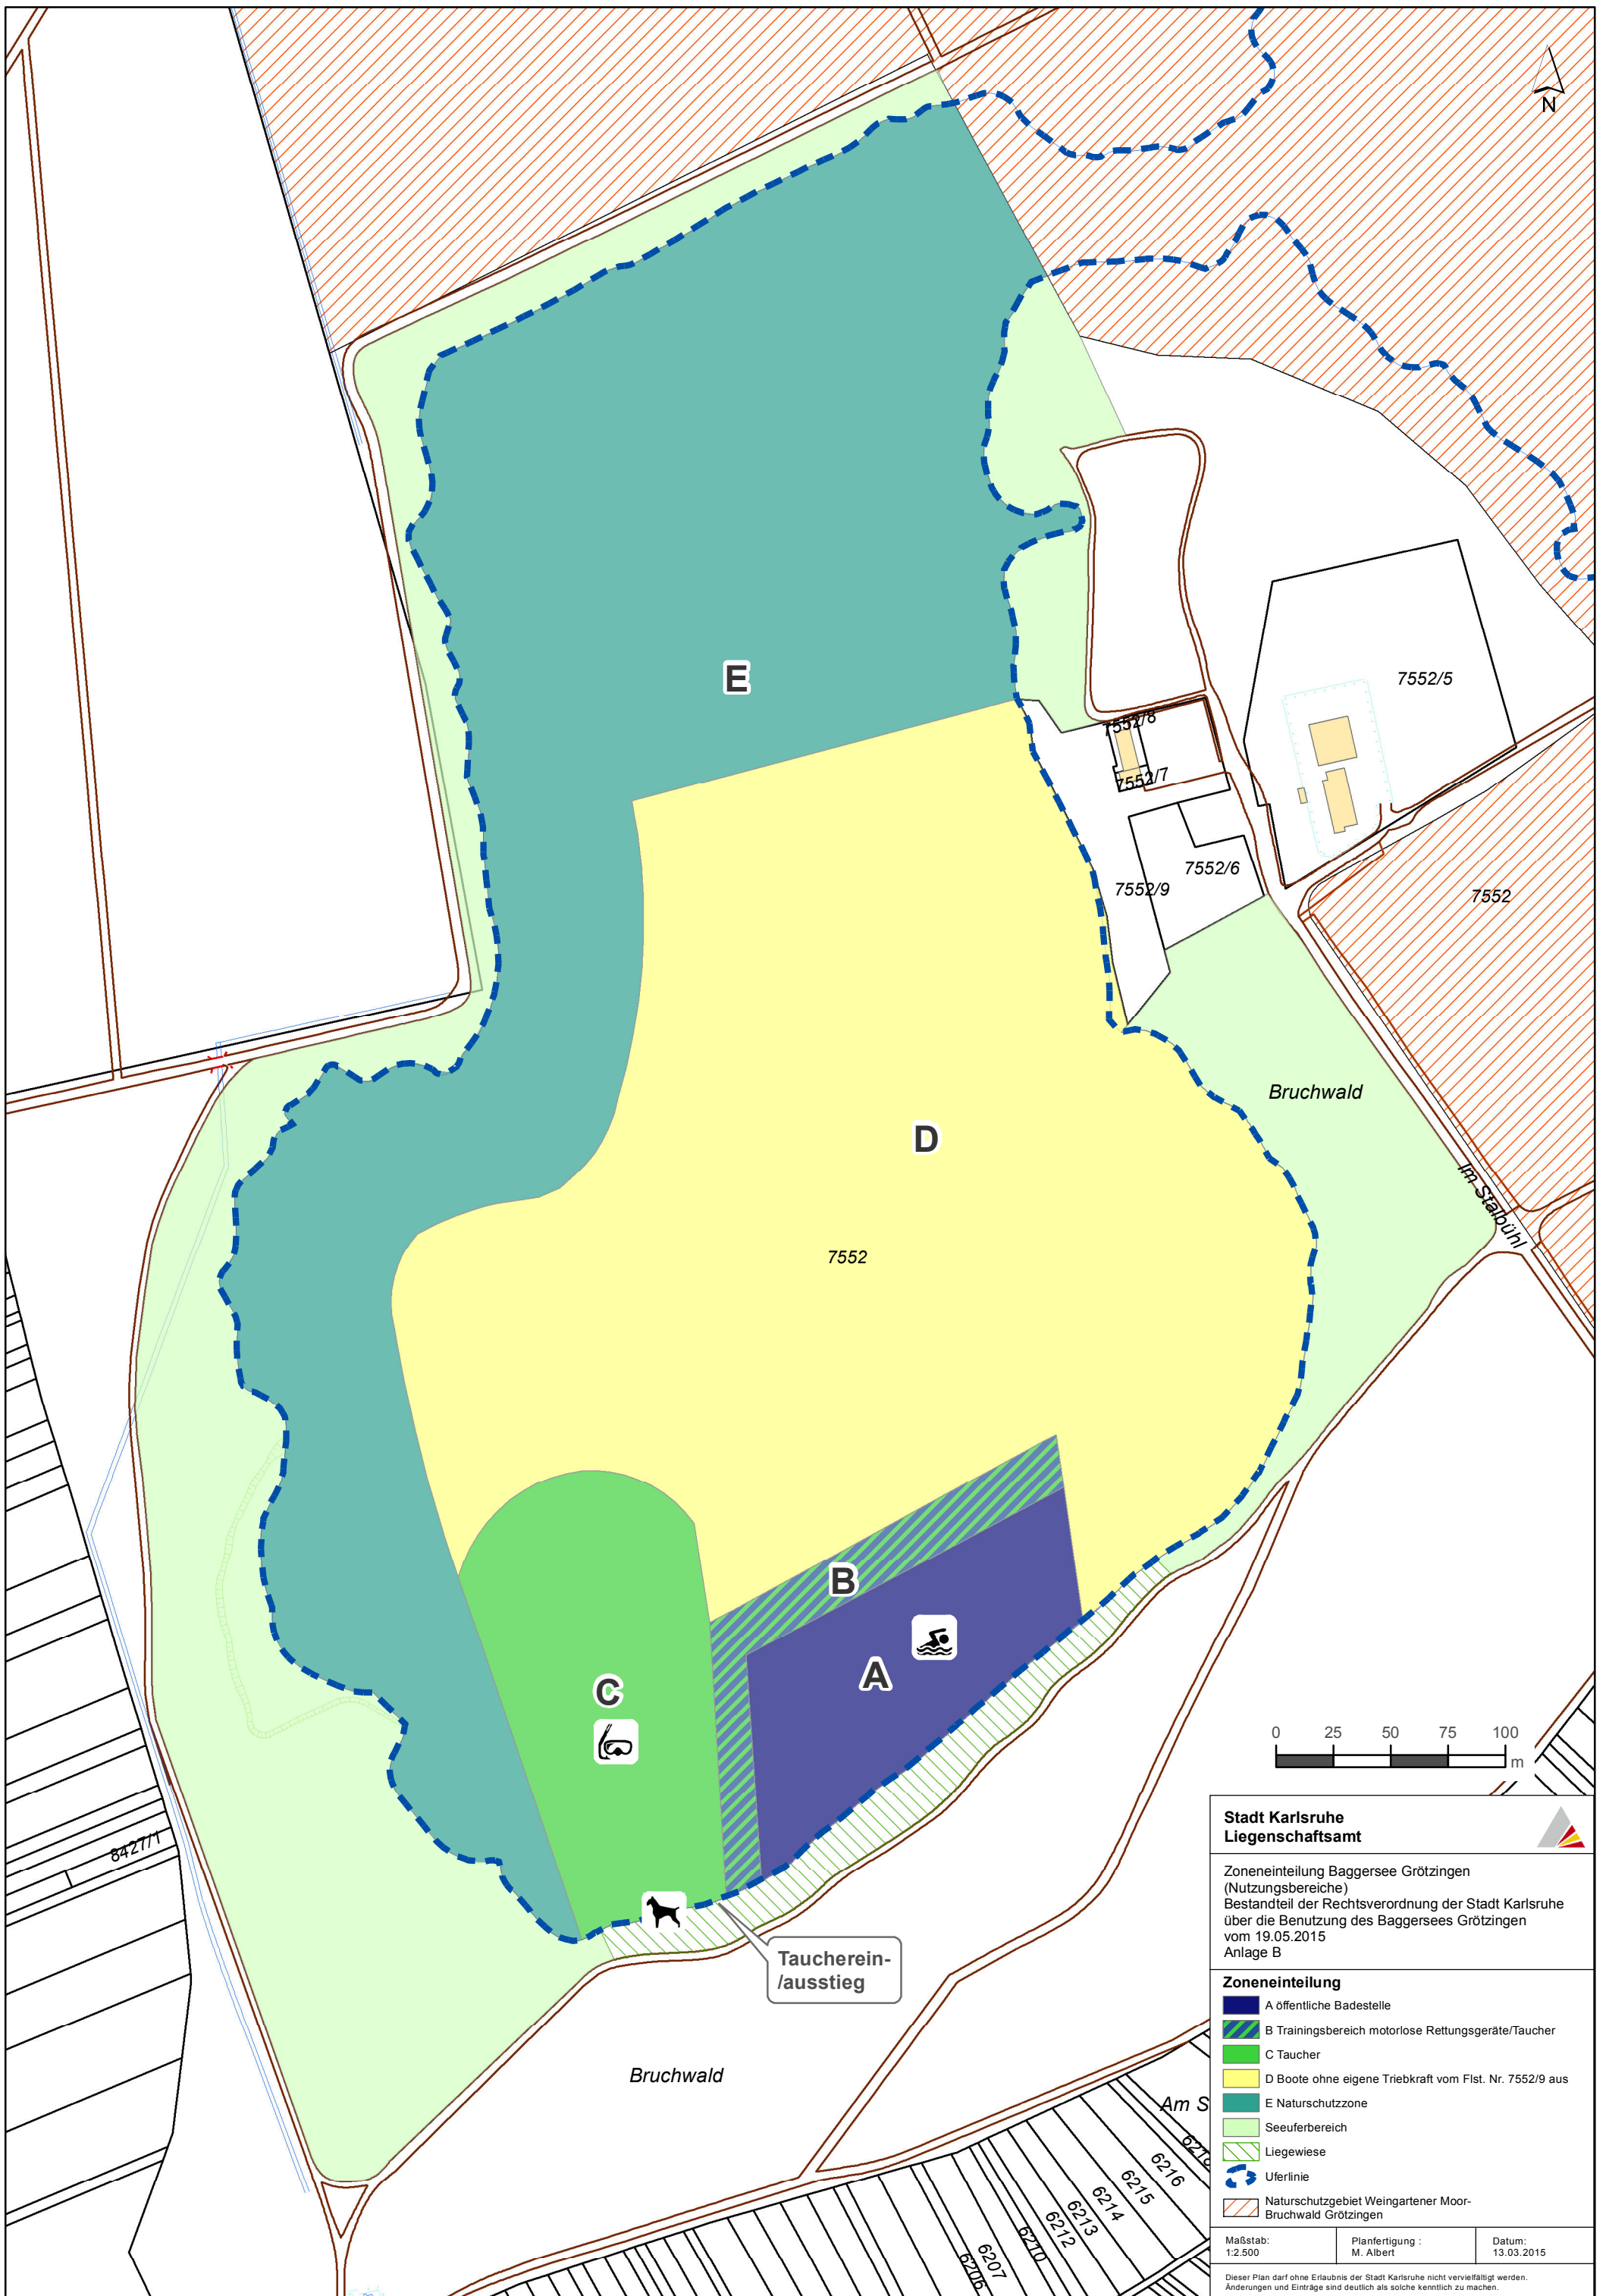 N
E
7552/5
7552/8
7552/7
7552/6
7552/9
7552
Bruchwald
D
Im Stalbühl
7552
B
A
C
0 25 50 75 100
m
8427/1
Taucherein-
/ausstieg
Bruchwald
Am S
6216
6215
6214
6213
6212
6210
6207
6206
Stadt Karlsruhe
Liegenschaftsamt
Zoneneinteilung Baggersee Grötzingen
(Nutzungsbereiche)
Bestandteil der Rechtsverordnung der Stadt Karlsruhe
über die Benutzung des Baggersees Grötzingen
vom 19.05.2015
Anlage B
Zoneneinteilung
A öffentliche Badestelle
B Trainingsbereich motorlose Rettungsgeräte/Taucher
C Taucher
D Boote ohne eigene Triebkraft vom Flst. Nr. 7552/9 aus
E Naturschutzzone
Seeuferbereich
Liegewiese
Uferlinie
Naturschutzgebiet Weingartener Moor-
Bruchwald Grötzingen
Maßstab:
1:2.500
Planfertigung :
M. Albert
Datum:
13.03.2015
Dieser Plan darf ohne Erlaubnis der Stadt Karlsruhe nicht vervielfältigt werden.
Änderungen und Einträge sind deutlich als solche kenntlich zu machen.